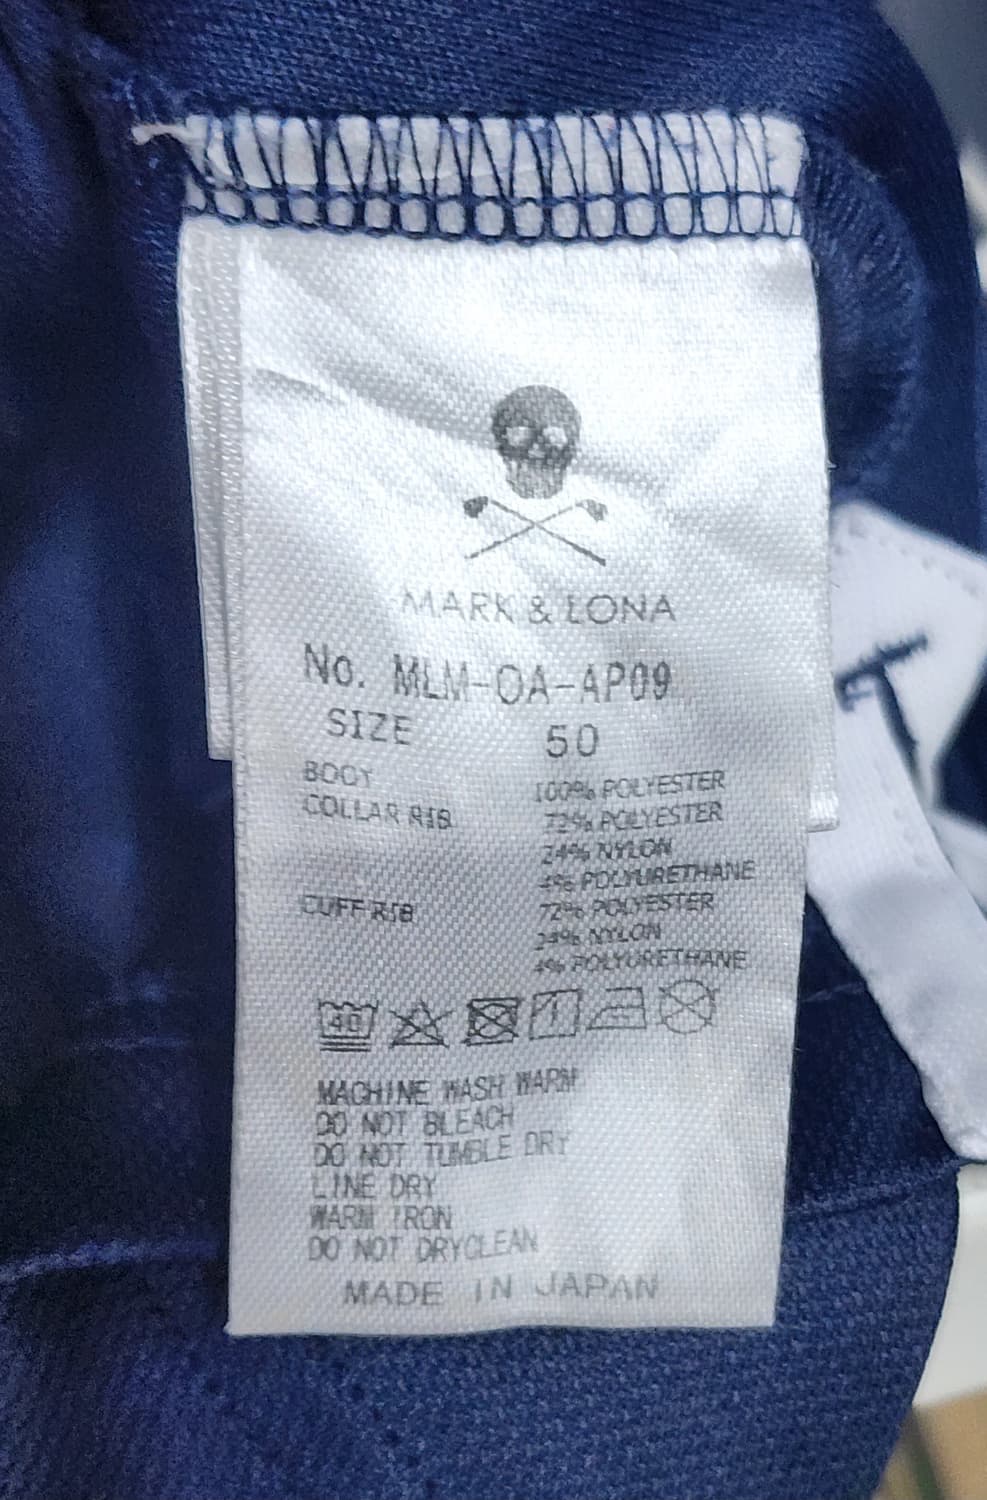 MARK & LONA
No. MLM-OA-AP09
SIZE 50
BODY 100% POLYESTER
COLLAR RIB 72% POLYESTER
24% NYLON
4% POLYURETHANE
CUFF RIB 72% POLYESTER
24% NYLON
4% POLYURETHANE
40
MACHINE WASH WARM
DO NOT BLEACH
DO NOT TUMBLE DRY
LINE DRY
WARM IRON
DO NOT DRYCLEAN
MADE IN JAPAN